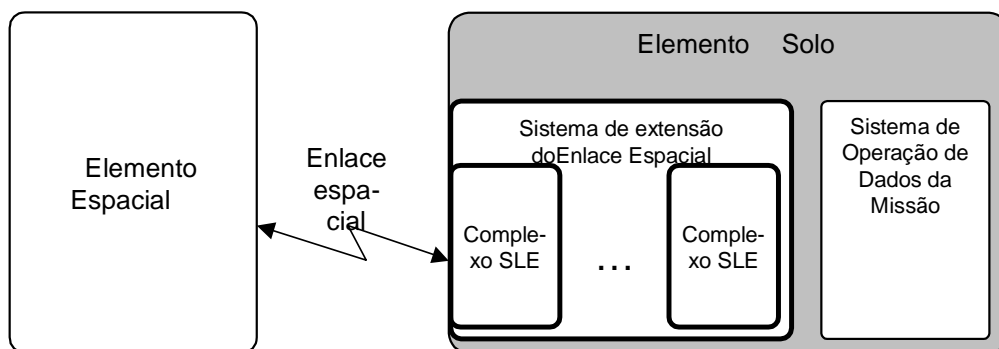 Elemento Solo
Elemento
Espacial
Enlace
espa-
cial
Sistema de extensão
doEnlace Espacial
Comple-
xo SLE
...
Comple-
xo SLE
Sistema de
Operação de
Dados da
Missão